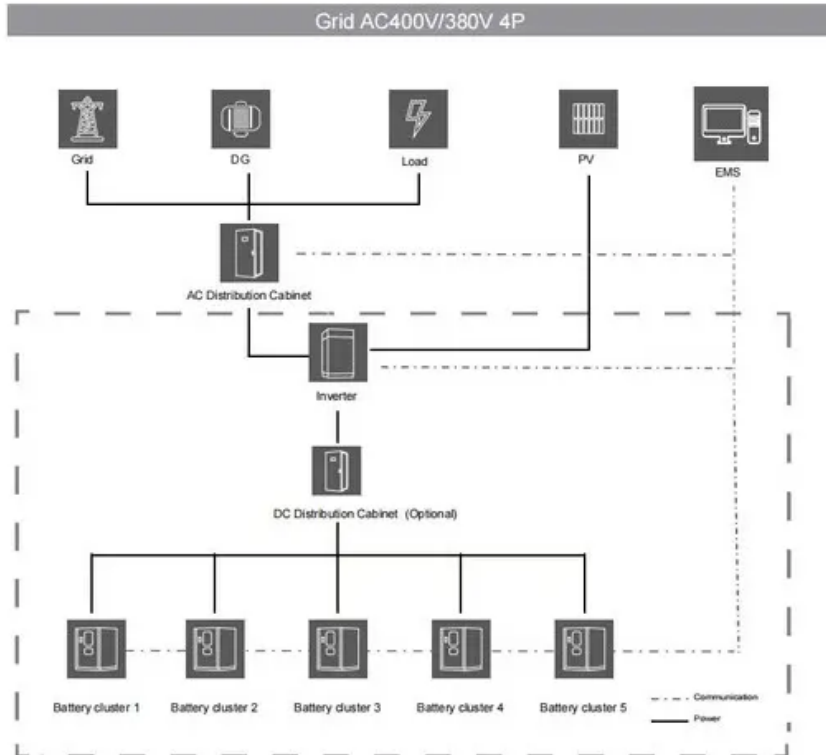 Grid AC400V/380V 4P
Grid
DG
Load
PV
EMS
AC Distribution Cabinet
Inverter
DC Distribution Cabinet (Optional)
Battery cluster 1
Battery cluster 2
Battery cluster 3
Battery cluster 4
Battery cluster 5
Communication
Power